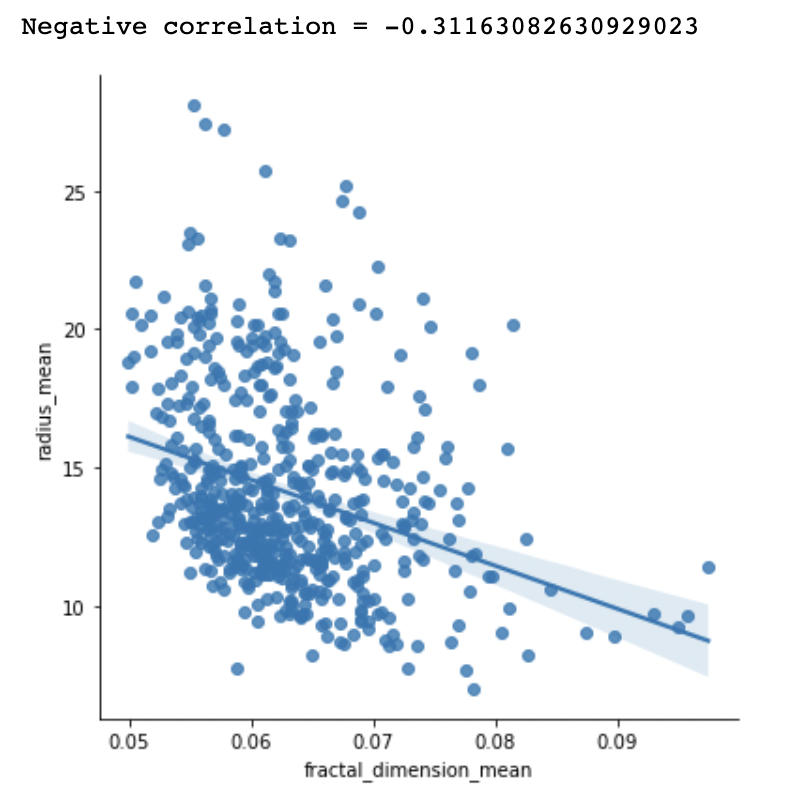 Negative correlation = -0.31163082630929023
25
20
15
10
radius_mean
0.05 0.06 0.07 0.08 0.09
fractal_dimension_mean